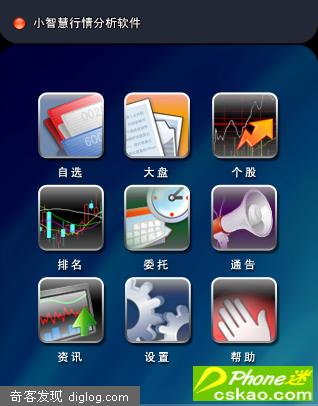 小智慧行情分析软件
002
600
自选 大盘 个股
排名 委托 通告
资讯 设置 帮助
Phone迷
奇客发现 diglog.com cskao.com